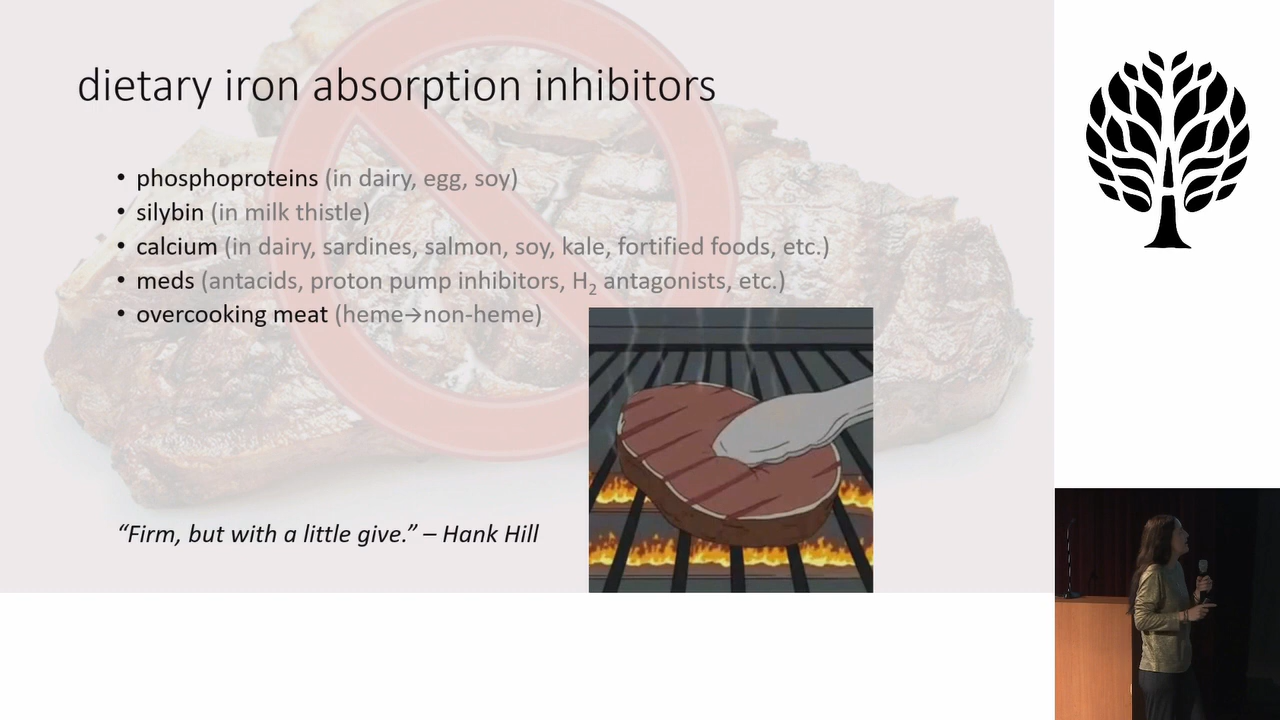 dietary iron absorption inhibitors
• phosphoproteins (in dairy, egg, soy)
• silybin (in milk thistle)
• calcium (in dairy, sardines, salmon, soy, kale, fortified foods, etc.)
• meds (antacids, proton pump inhibitors, H₂ antagonists, etc.)
• overcooking meat (heme→non-heme)
“Firm, but with a little give.” – Hank Hill